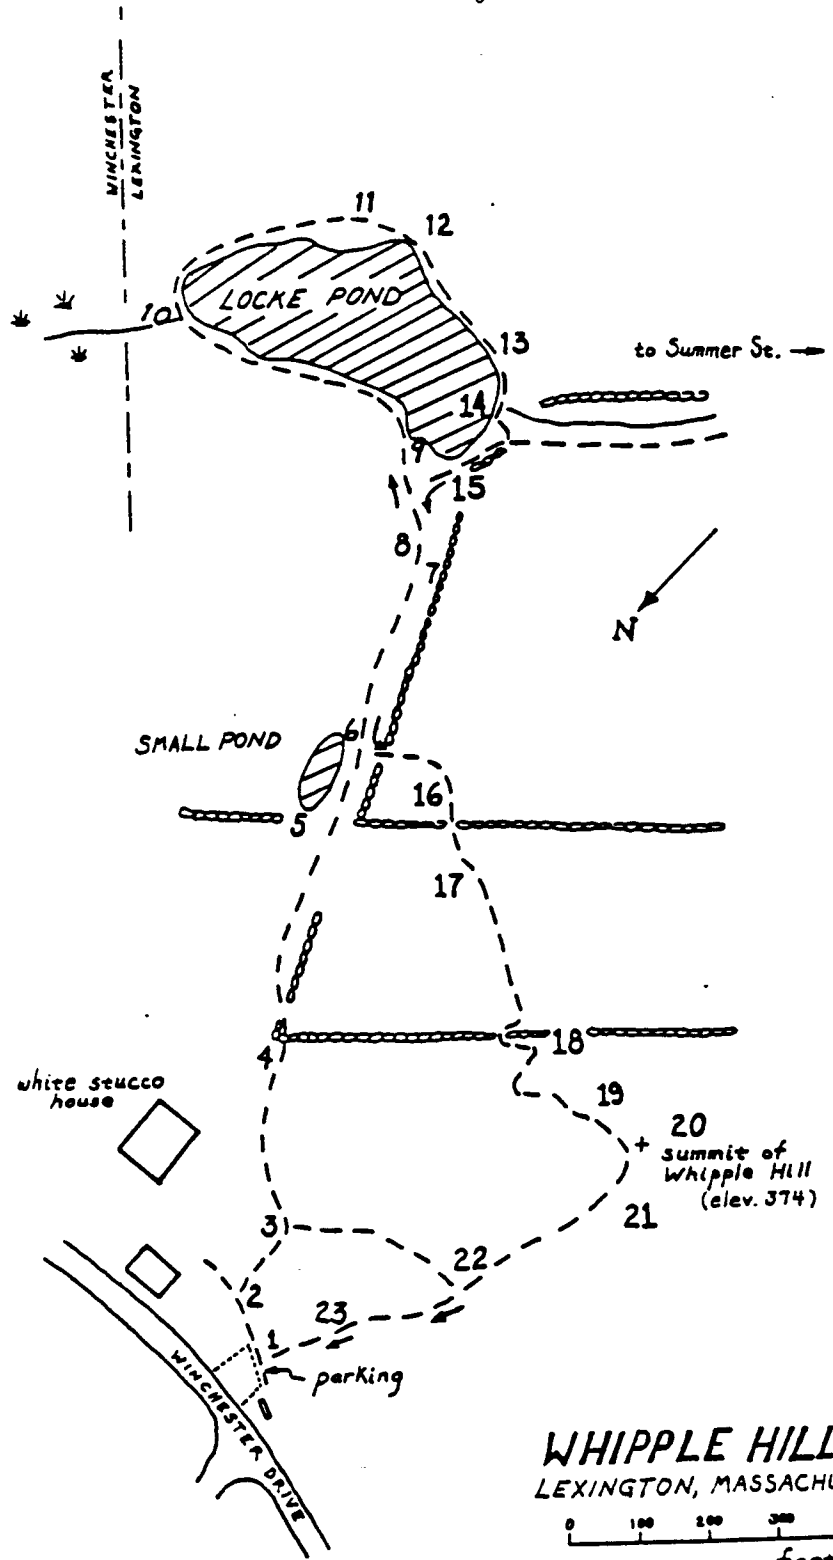 WINCHESTER
LEXINGTON
11
12
LOCKE POND
10
13
to Summer St.
14
9
15
8
7
N
6
SMALL POND
16
5
17
4
18
white stucco
house
19
20
summit of
Whipple Hill
(elev. 374)
21
3
22
2
23
1
parking
WINCHESTER DRIVE
WHIPPLE HILL
LEXINGTON, MASSACHU
0 100 200 300